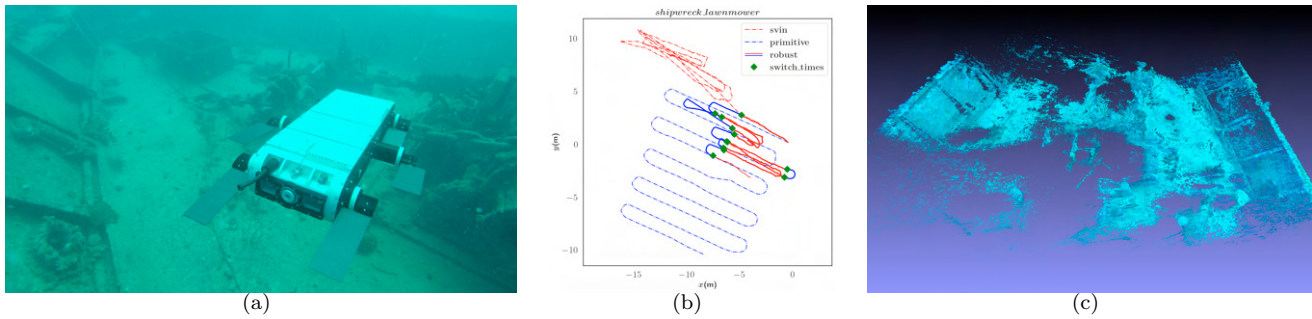 shipwreck_lawnmower
svin
primitive
robust
switch_times
10
5
0
−5
−10
y(m)
−15
−10
−5
0
x(m)
(a)
(b)
(c)